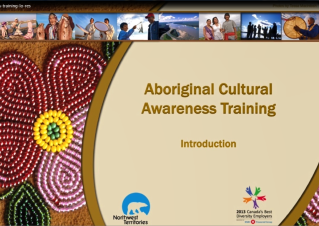 Aboriginal Cultural
Awareness Training
Introduction
Northwest
Territories
2013 Canada's Best
Diversity Employers